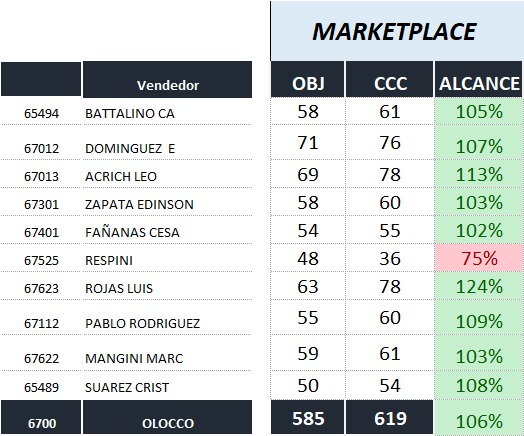 MARKETPLACE
Vendedor OBJ CCC ALCANCE
65494 BATTALINO CA 58 61 105%
67012 DOMINGUEZ E 71 76 107%
67013 ACRICH LEO 69 78 113%
67301 ZAPATA EDINSON 58 60 103%
67401 FAÑANAS CESA 54 55 102%
67525 RESPINI 48 36 75%
67623 ROJAS LUIS 63 78 124%
67112 PABLO RODRIGUEZ 55 60 109%
67622 MANGINI MARC 59 61 103%
65489 SUAREZ CRIST 50 54 108%
6700 OLOCCO 585 619 106%